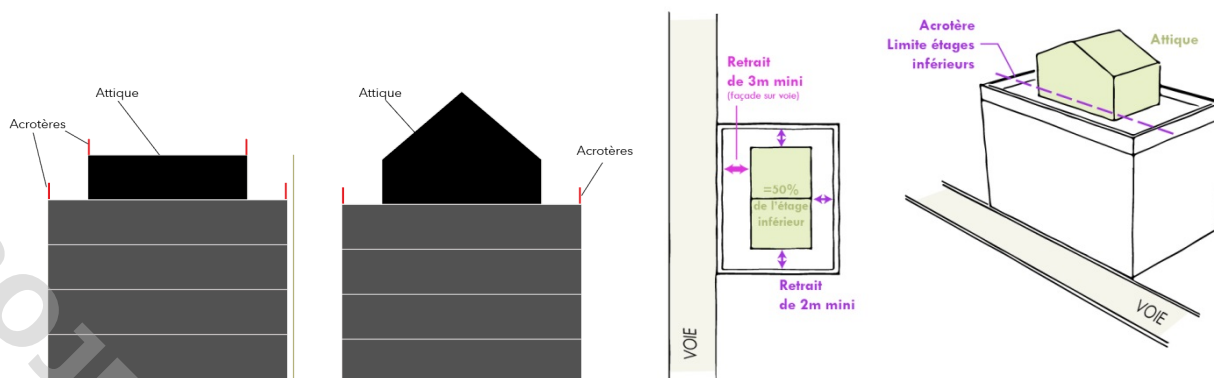 Attique
Acrotères
Attique
Acrotères
Retrait
de 3m mini
(façade sur voie)
=50%
de l'étage
inférieur
Retrait
de 2m mini
VOIE
Acrotère
Limite étages
inférieurs
Attique
VOIE